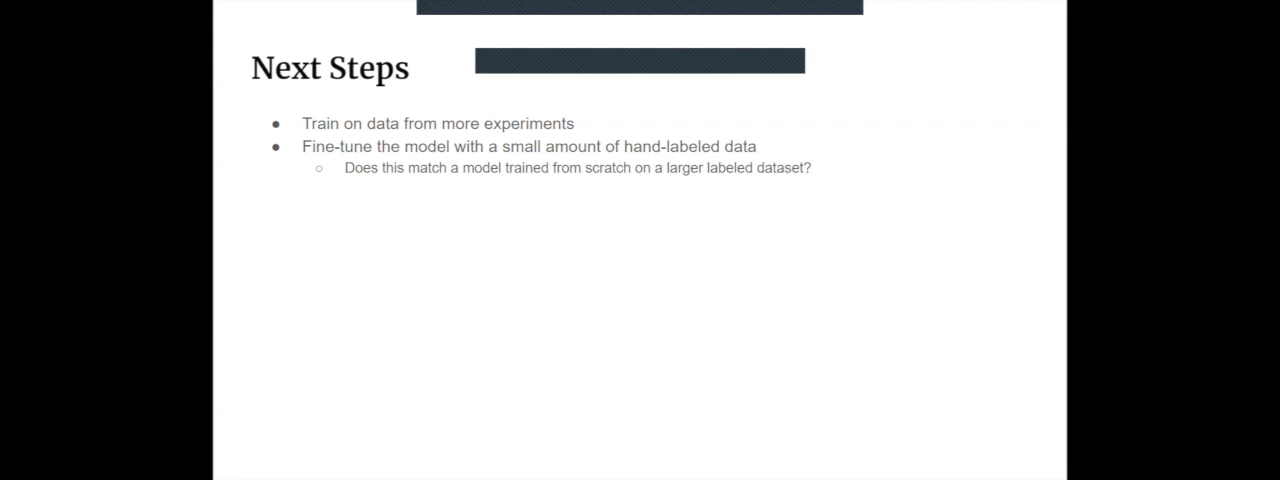 Next Steps
● Train on data from more experiments
● Fine-tune the model with a small amount of hand-labeled data
○ Does this match a model trained from scratch on a larger labeled dataset?